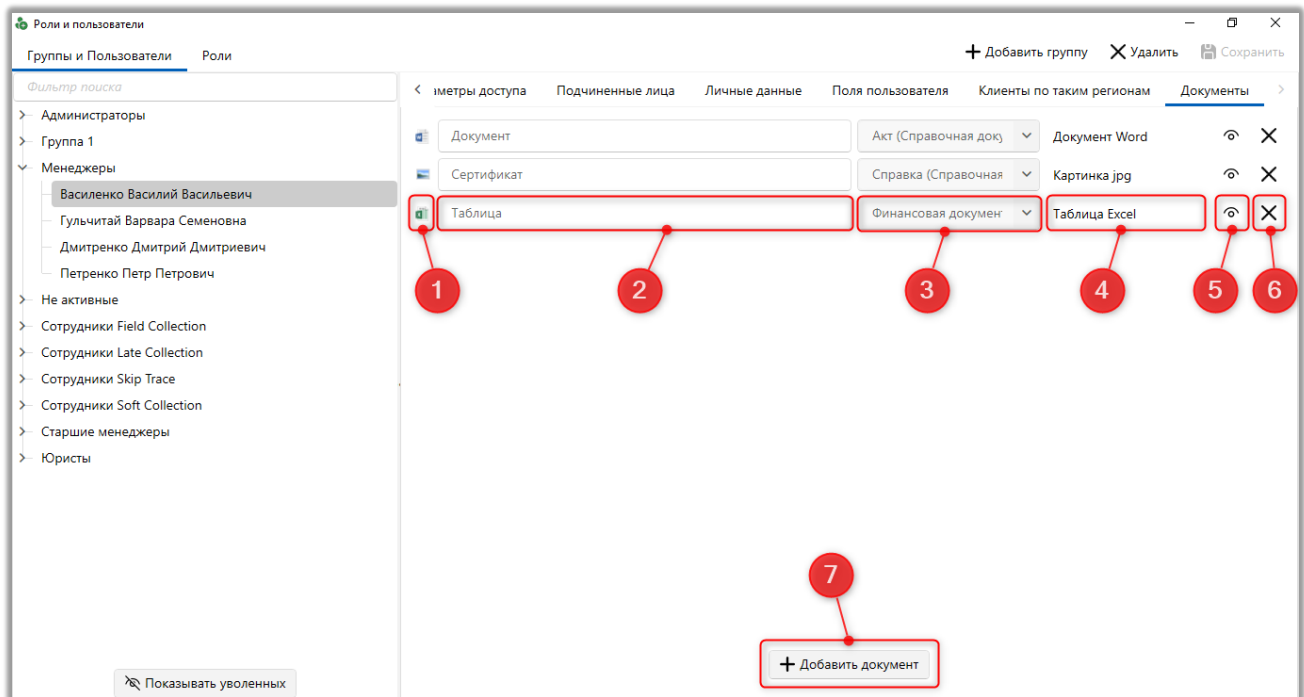 Роли и пользователи
Группы и Пользователи Роли
Добавить группу Удалить Сохранить
Фильтр поиска
аметры доступа Подчиненные лица Личные данные Поля пользователя Клиенты по таким регионам Документы
Администраторы
Группа 1
Менеджеры
Василенко Василий Васильевич
Гульчитай Варвара Семеновна
Дмитренко Дмитрий Дмитриевич
Петренко Петр Петрович
Не активные
Сотрудники Field Collection
Сотрудники Late Collection
Сотрудники Skip Trace
Сотрудники Soft Collection
Старшие менеджеры
Юристы
Документ Акт (Справочная доку Документ Word
Сертификат Справка (Справочная Картинка jpg
Таблица Финансовая докумен Таблица Excel
1 2 3 4 5 6
7
Добавить документ
Показывать уволенных